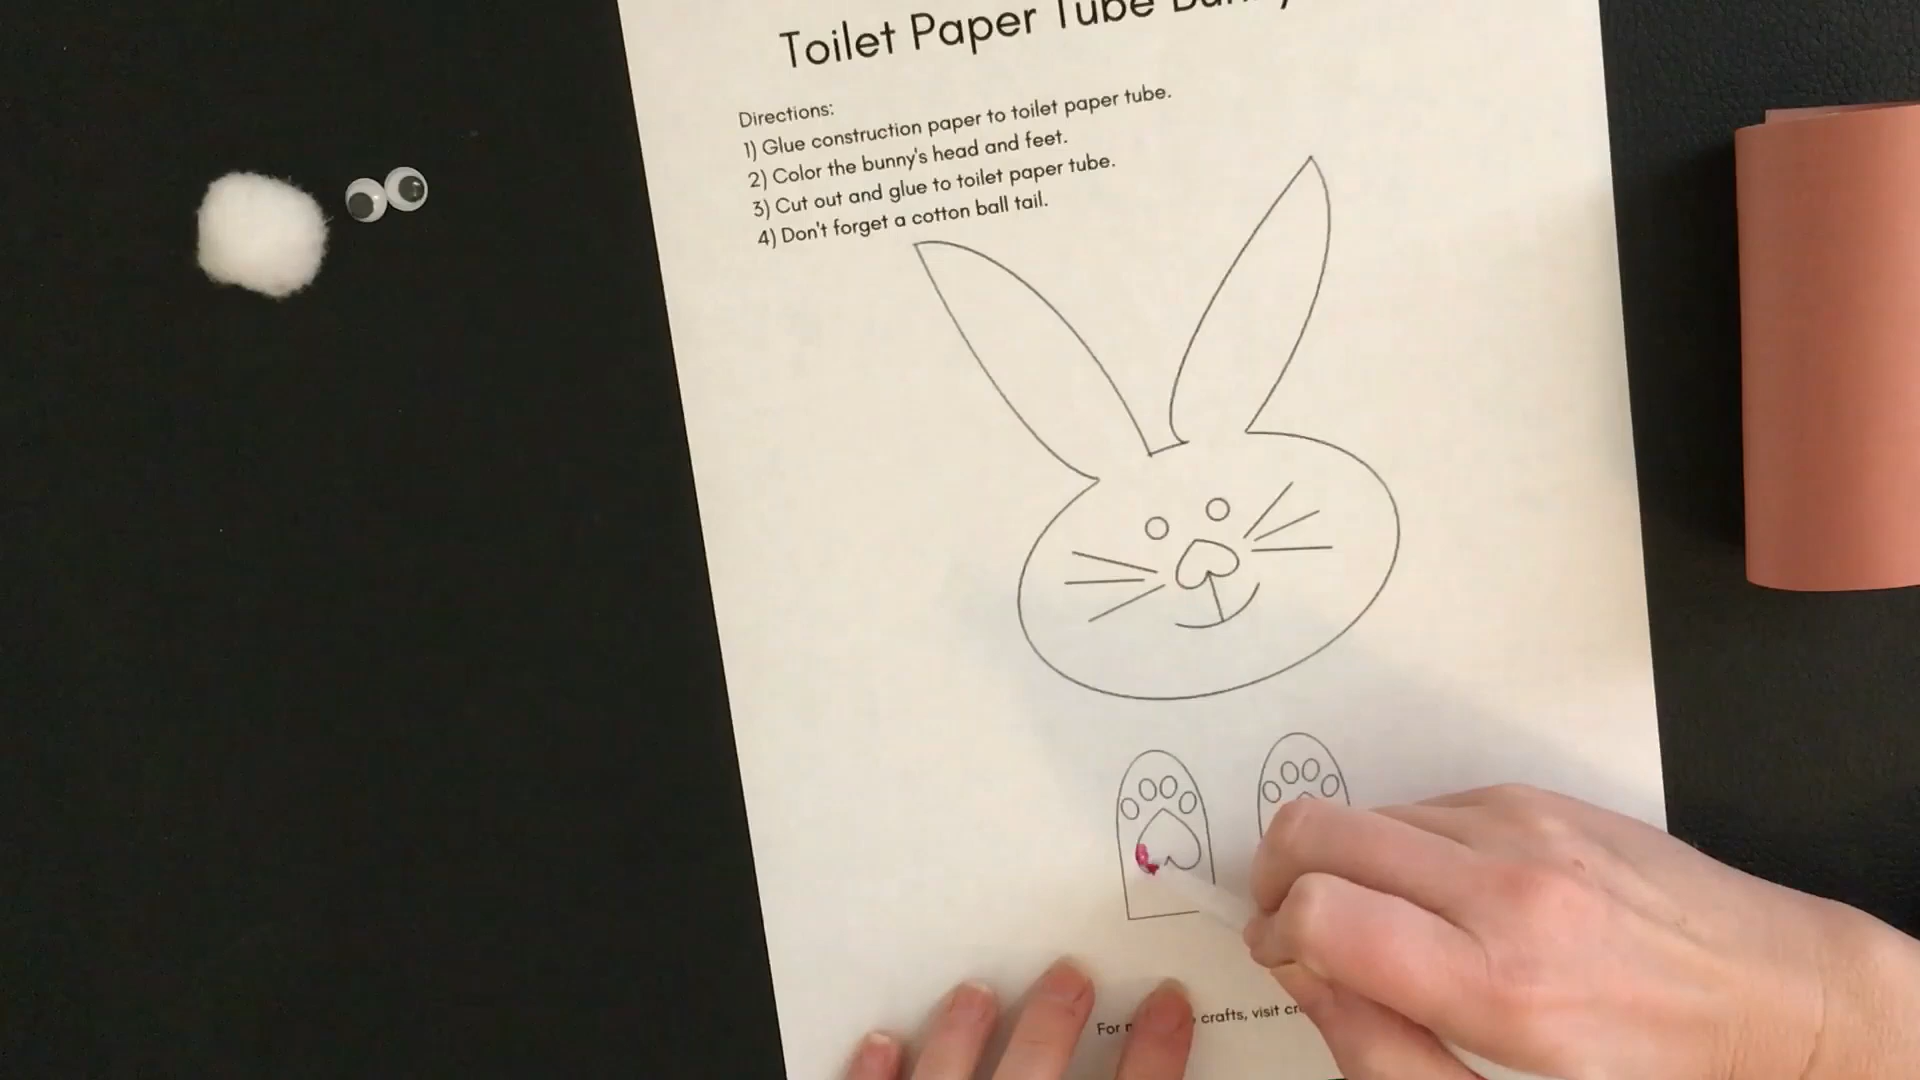 Toilet Paper Tube
Directions:
1) Glue construction paper to toilet paper tube.
2) Color the bunny's head and feet.
3) Cut out and glue to toilet paper tube.
4) Don't forget a cotton ball tail.
For crafts, visit